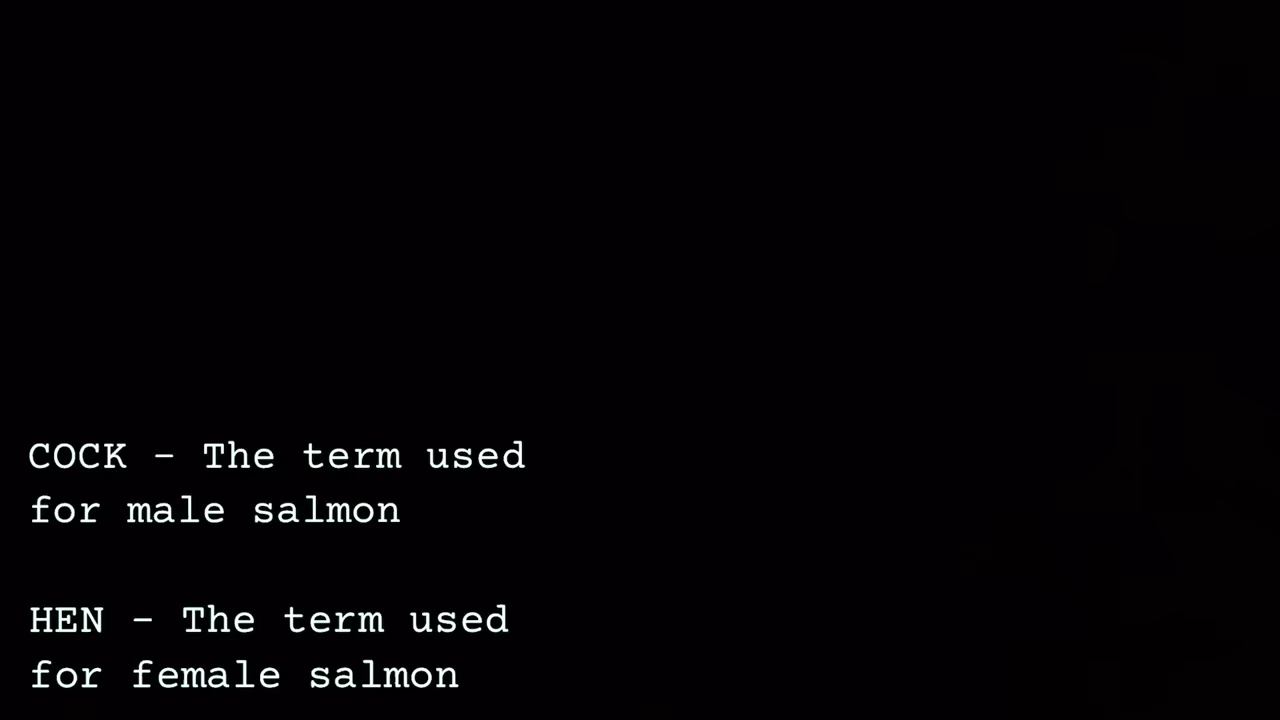 COCK - The term used
for male salmon
HEN - The term used
for female salmon